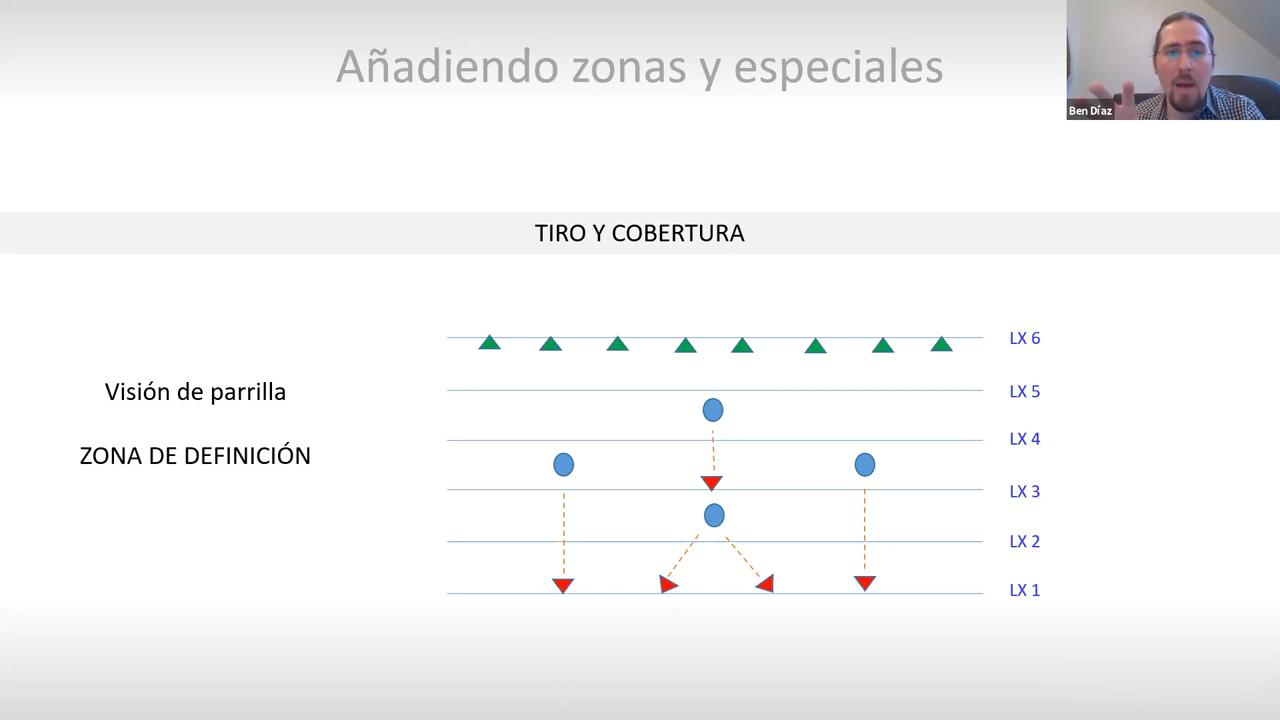 Añadiendo zonas y especiales
Ben Díaz
TIRO Y COBERTURA
Visión de parrilla
ZONA DE DEFINICIÓN
LX 6
LX 5
LX 4
LX 3
LX 2
LX 1